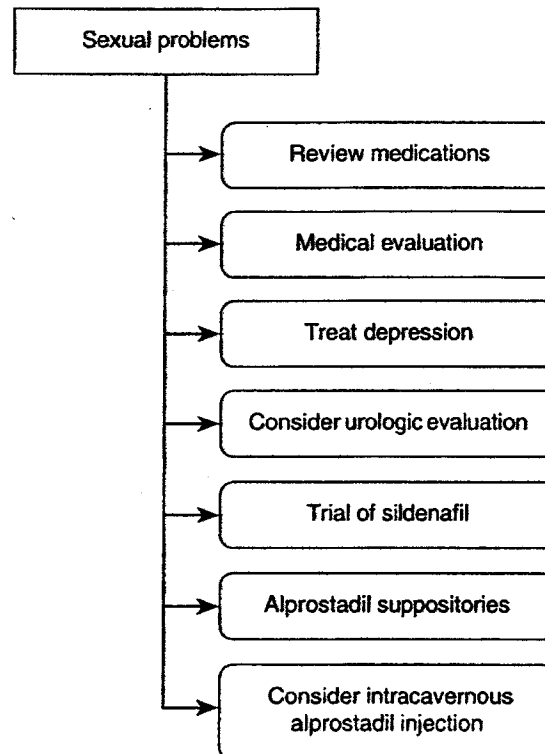 Sexual problems
Review medications
Medical evaluation
Treat depression
Consider urologic evaluation
Trial of sildenafil
Alprostadil suppositories
Consider intracavernous
alprostadil injection